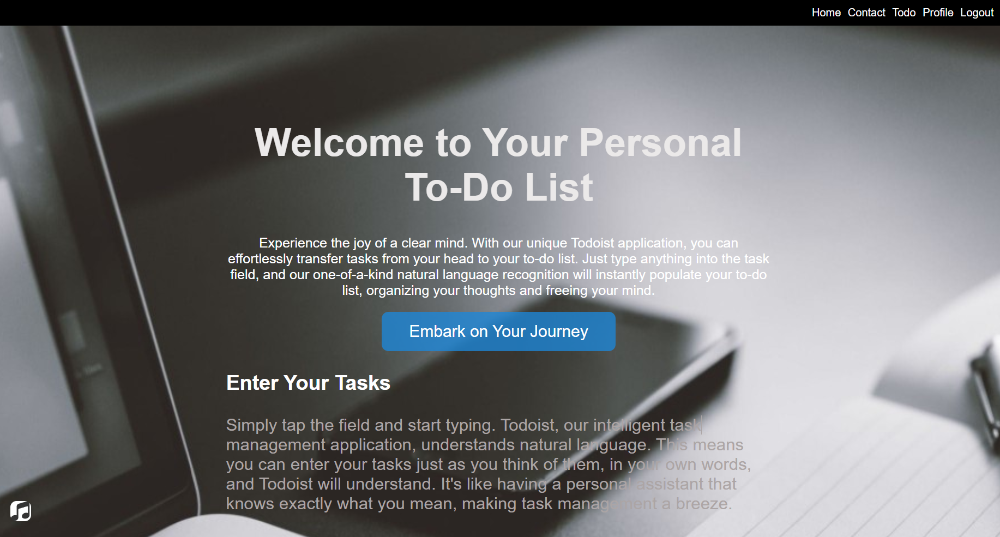 Home Contact Todo Profile Logout
Welcome to Your Personal
To-Do List
Experience the joy of a clear mind. With our unique Todoist application, you can
effortlessly transfer tasks from your head to your to-do list. Just type anything into the task
field, and our one-of-a-kind natural language recognition will instantly populate your to-do
list, organizing your thoughts and freeing your mind.
Embark on Your Journey
Enter Your Tasks
Simply tap the field and start typing. Todoist, our intelligent task
management application, understands natural language. This means
you can enter your tasks just as you think of them, in your own words,
and Todoist will understand. It's like having a personal assistant that
knows exactly what you mean, making task management a breeze.